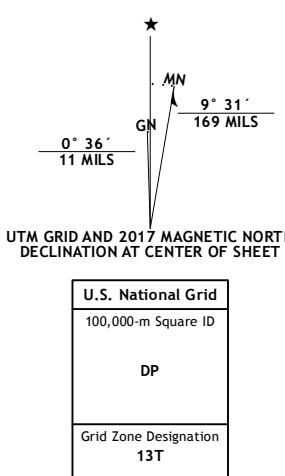 ★
MN
GN
9° 31´
169 MILS
0° 36´
11 MILS
UTM GRID AND 2017 MAGNETIC NORT
DECLINATION AT CENTER OF SHEET
U.S. National Grid
100,000-m Square ID
DP
Grid Zone Designation
13T